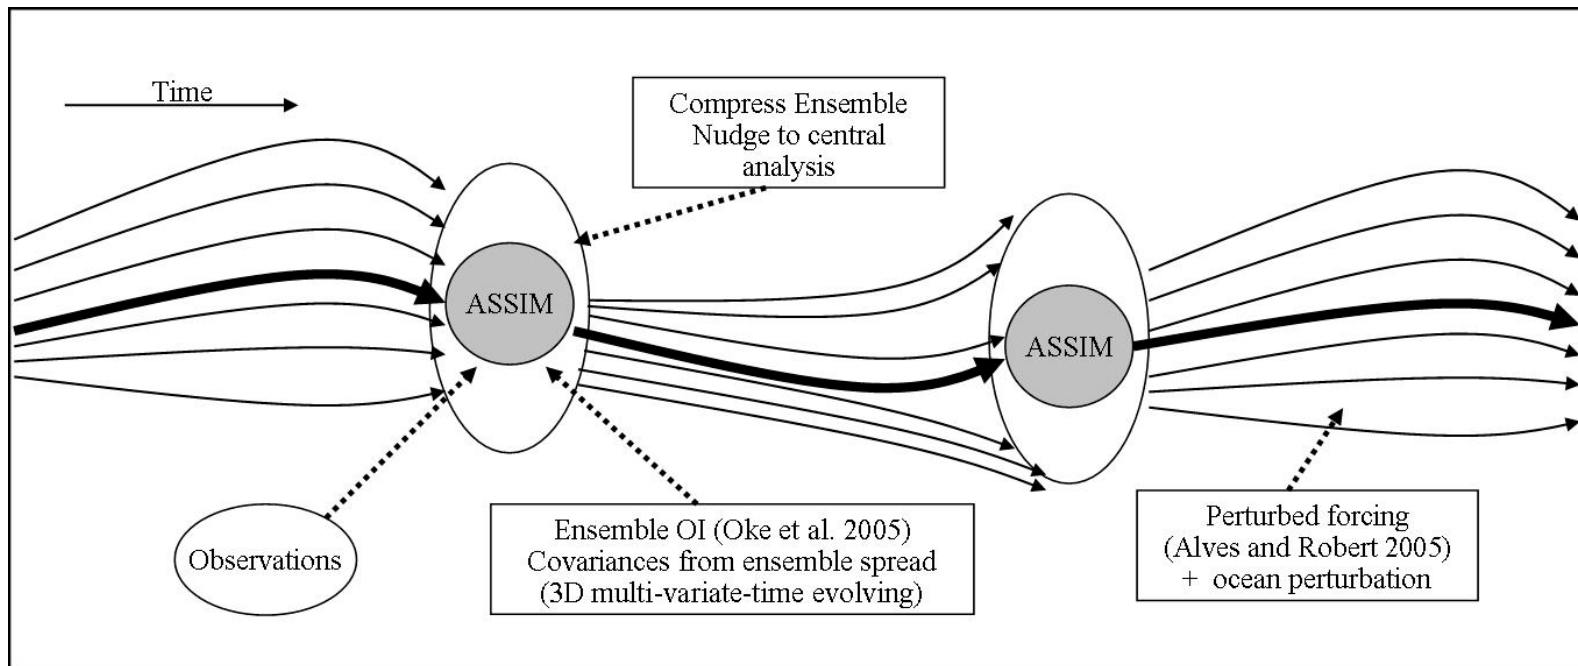 Time
Compress Ensemble
Nudge to central
analysis
ASSIM
ASSIM
Observations
Ensemble OI (Oke et al. 2005)
Covariances from ensemble spread
(3D multi-variate-time evolving)
Perturbed forcing
(Alves and Robert 2005)
+ ocean perturbation